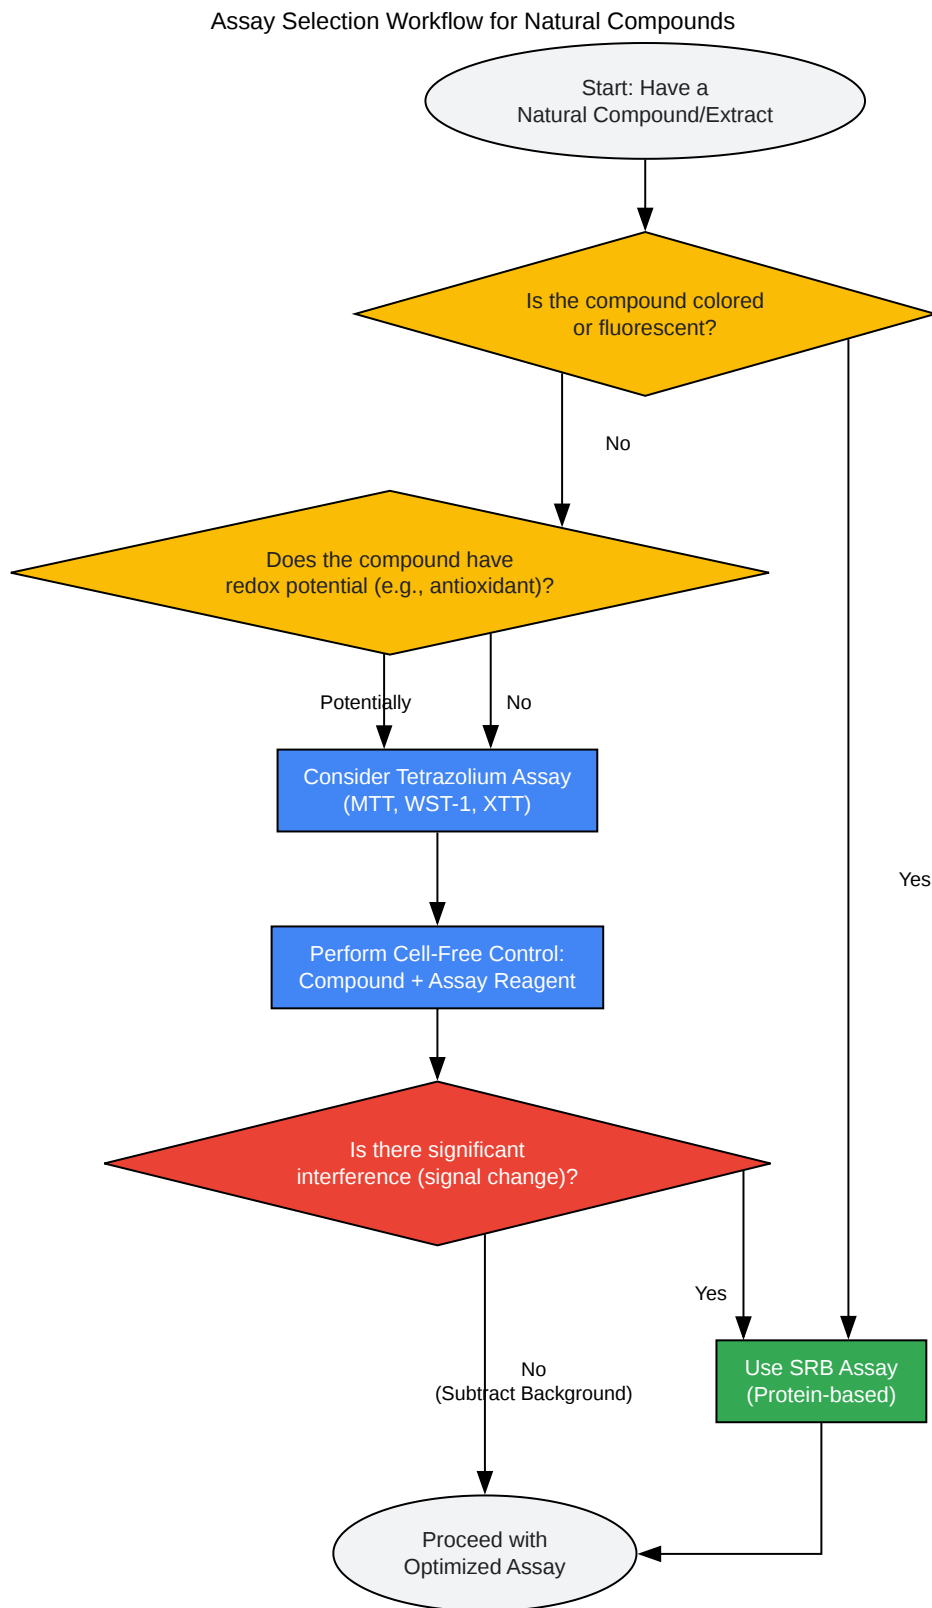 Assay Selection Workflow for Natural Compounds
Start: Have a
Natural Compound/Extract
Is the compound colored
or fluorescent?
No
Does the compound have
redox potential (e.g., antioxidant)?
Potentially
No
Consider Tetrazolium Assay
(MTT, WST-1, XTT)
Yes
Perform Cell-Free Control:
Compound + Assay Reagent
Is there significant
interference (signal change)?
Yes
No
(Subtract Background)
Use SRB Assay
(Protein-based)
Proceed with
Optimized Assay